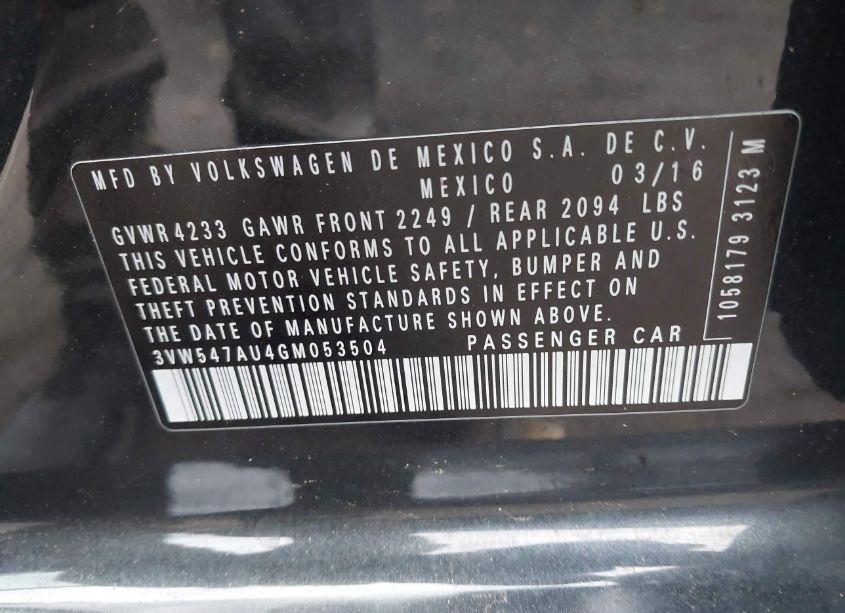 MFD BY VOLKSWAGEN DE MEXICO S.A. DE C.V.
MEXICO 03/16
GVWR 4233 GAWR FRONT 2249 / REAR 2094 LBS
THIS VEHICLE CONFORMS TO ALL APPLICABLE U.S.
FEDERAL MOTOR VEHICLE SAFETY, BUMPER AND
THEFT PREVENTION STANDARDS IN EFFECT ON
THE DATE OF MANUFACTURE SHOWN ABOVE.
3VW547AU4GM053504 PASSENGER CAR
1058179 3123 M